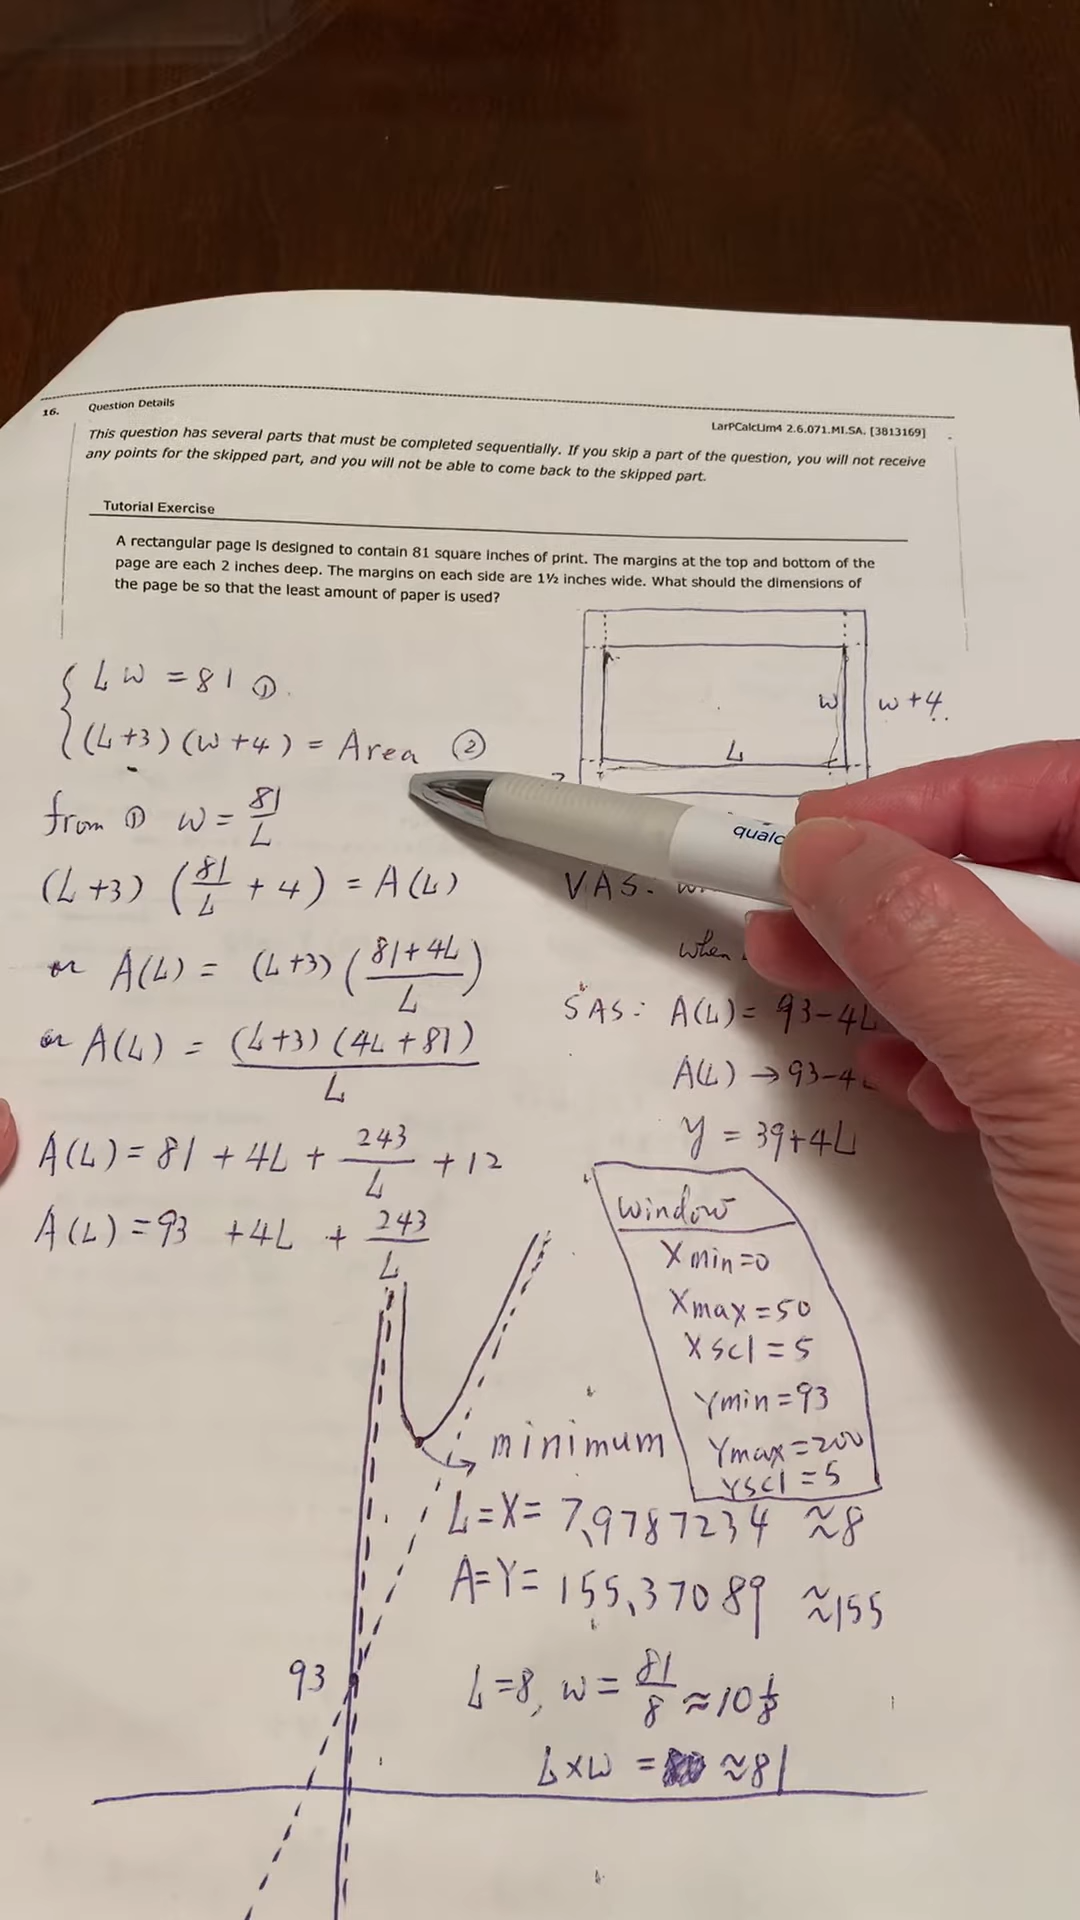 16. Question Details
LarPCalcLim4 2.6.071.MI.SA. [3813169]
This question has several parts that must be completed sequentially. If you skip a part of the question, you will not receive
any points for the skipped part, and you will not be able to come back to the skipped part.
Tutorial Exercise
A rectangular page is designed to contain 81 square inches of print. The margins at the top and bottom of the
page are each 2 inches deep. The margins on each side are 1½ inches wide. What should the dimensions of
the page be so that the least amount of paper is used?
L W = 81 ①
(L+3) (W+4) = Area ②
W
W+4
L
from ① W = 81/L
(L+3) (81/L + 4) = A(L)
or A(L) = (L+3) (81+4L/L)
or A(L) = (L+3) (4L+81)/L
A(L) = 81 + 4L + 243/L + 12
A(L) = 93 + 4L + 243/L
qualc
VAS:
when
SAS: A(L) = 93-4L
A(L) → 93-4
y = 39+4L
Window
Xmin=0
Xmax=50
Xscl=5
Ymin=93
Ymax=200
Yscl=5
minimum
L=X= 7.9787234 ≈8
A=Y= 155.37089 ≈155
93
L=8, W= 81/8 ≈10 1/8
L×W = ≈81